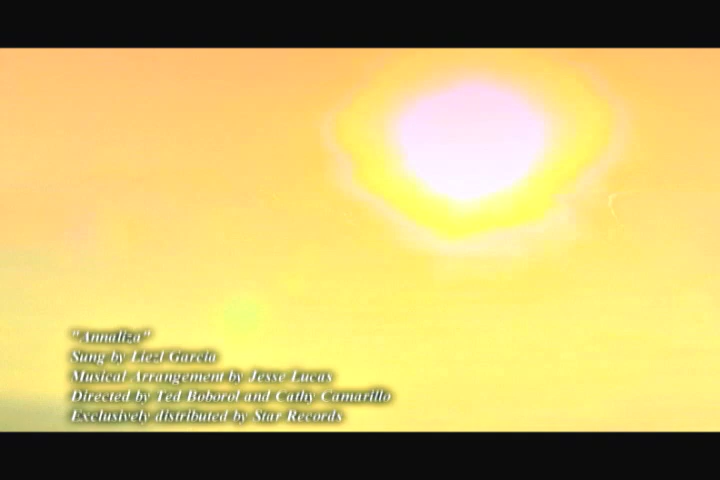 "Annaliza"
Sung by Liezl Garcia
Musical Arrangement by Jesse Lucas
Directed by Ted Boborol and Cathy Camarillo
Exclusively distributed by Star Records